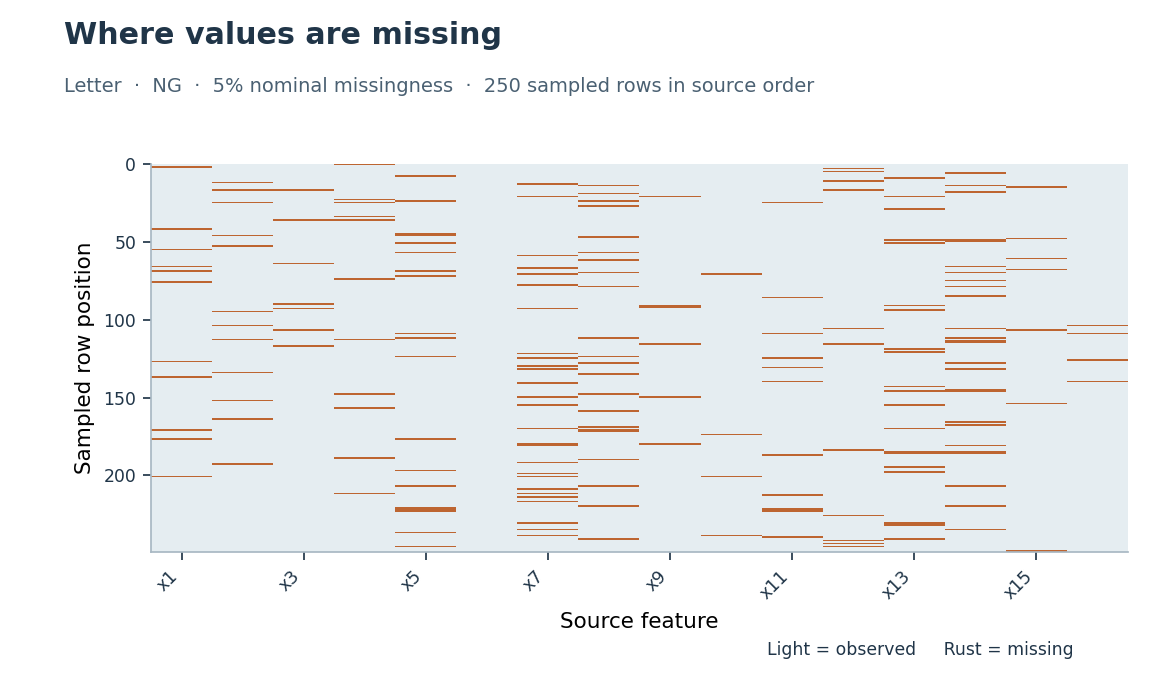 Where values are missing
Letter · NG · 5% nominal missingness · 250 sampled rows in source order
Sampled row position
0
50
100
150
200
x1
x3
x5
x7
x9
x11
x13
x15
Source feature
Light = observed Rust = missing